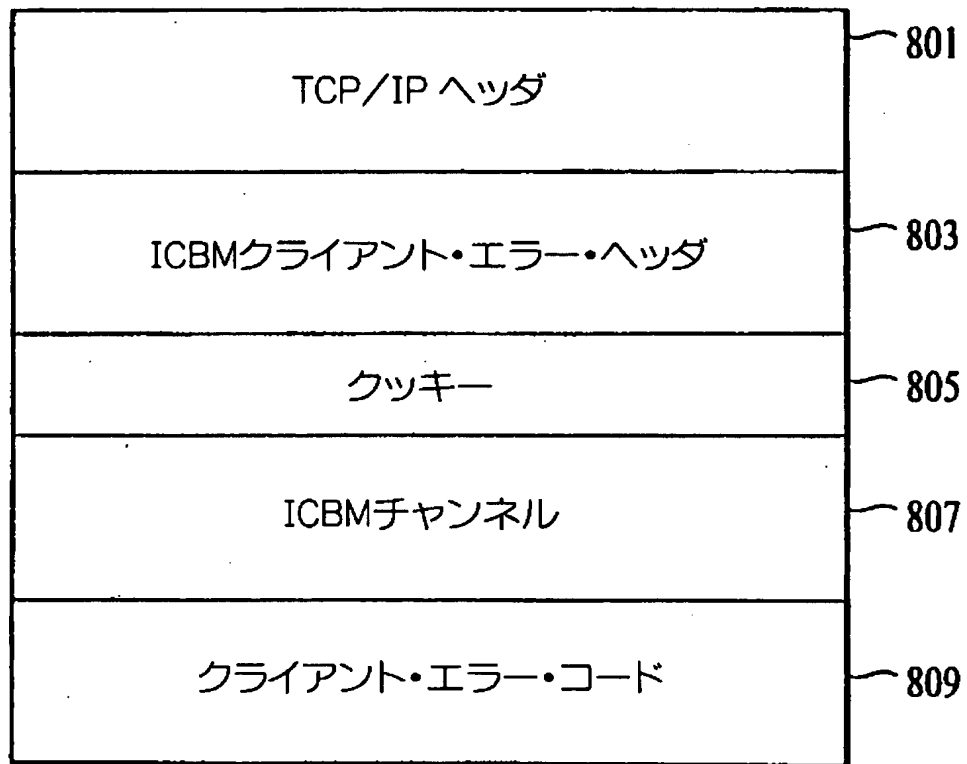 TCP/IP ヘッダ
801
ICBMクライアント・エラー・ヘッダ
803
クッキー
805
ICBMチャンネル
807
クライアント・エラー・コード
809